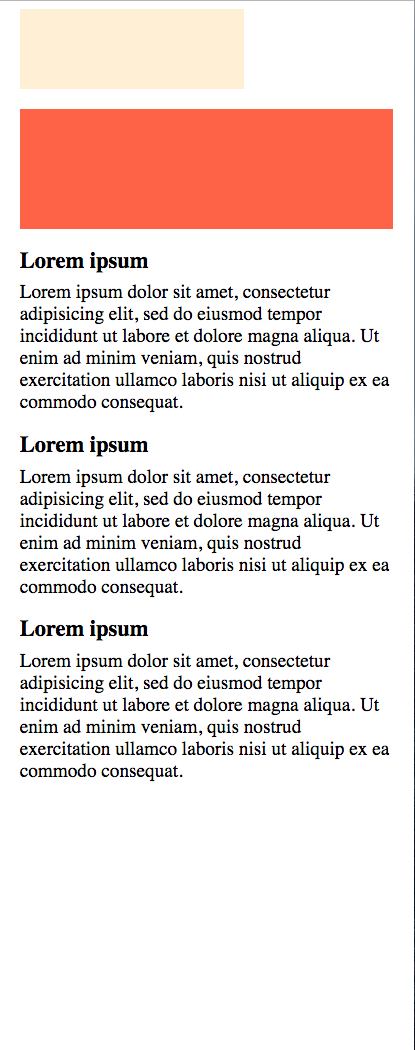 Lorem ipsum
Lorem ipsum dolor sit amet, consectetur
adipisicing elit, sed do eiusmod tempor
incididunt ut labore et dolore magna aliqua. Ut
enim ad minim veniam, quis nostrud
exercitation ullamco laboris nisi ut aliquip ex ea
commodo consequat.
Lorem ipsum
Lorem ipsum dolor sit amet, consectetur
adipisicing elit, sed do eiusmod tempor
incididunt ut labore et dolore magna aliqua. Ut
enim ad minim veniam, quis nostrud
exercitation ullamco laboris nisi ut aliquip ex ea
commodo consequat.
Lorem ipsum
Lorem ipsum dolor sit amet, consectetur
adipisicing elit, sed do eiusmod tempor
incididunt ut labore et dolore magna aliqua. Ut
enim ad minim veniam, quis nostrud
exercitation ullamco laboris nisi ut aliquip ex ea
commodo consequat.